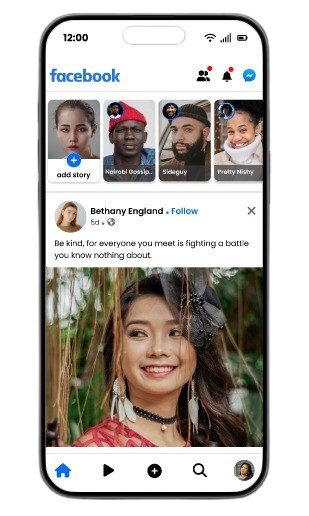 12:00
facebook
add story
Nairobi Gossip..
Sideguy
Pretty Nishy
Bethany England • Follow
5d •
Be kind, for everyone you meet is fighting a battle
you know nothing about.